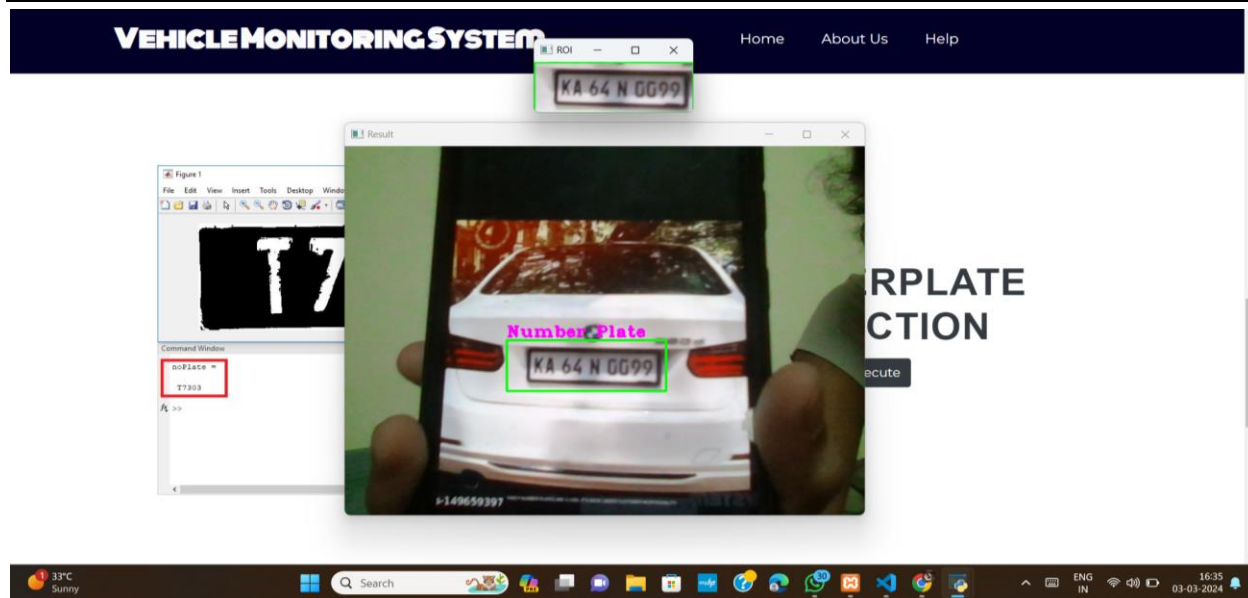 VEHICLE MONITORING SYSTEM
Home About Us Help
ROI
KA 64 N 0099
Result
Figure 1
File Edit View Insert Tools Desktop
T7
Number Plate
KA 64 N 0099
RPLATE
CTION
ecute
Command Window
noPlate =
T7303
>>
149659397
33°C
Sunny
Search
ENG
IN
16:35
03-03-2024